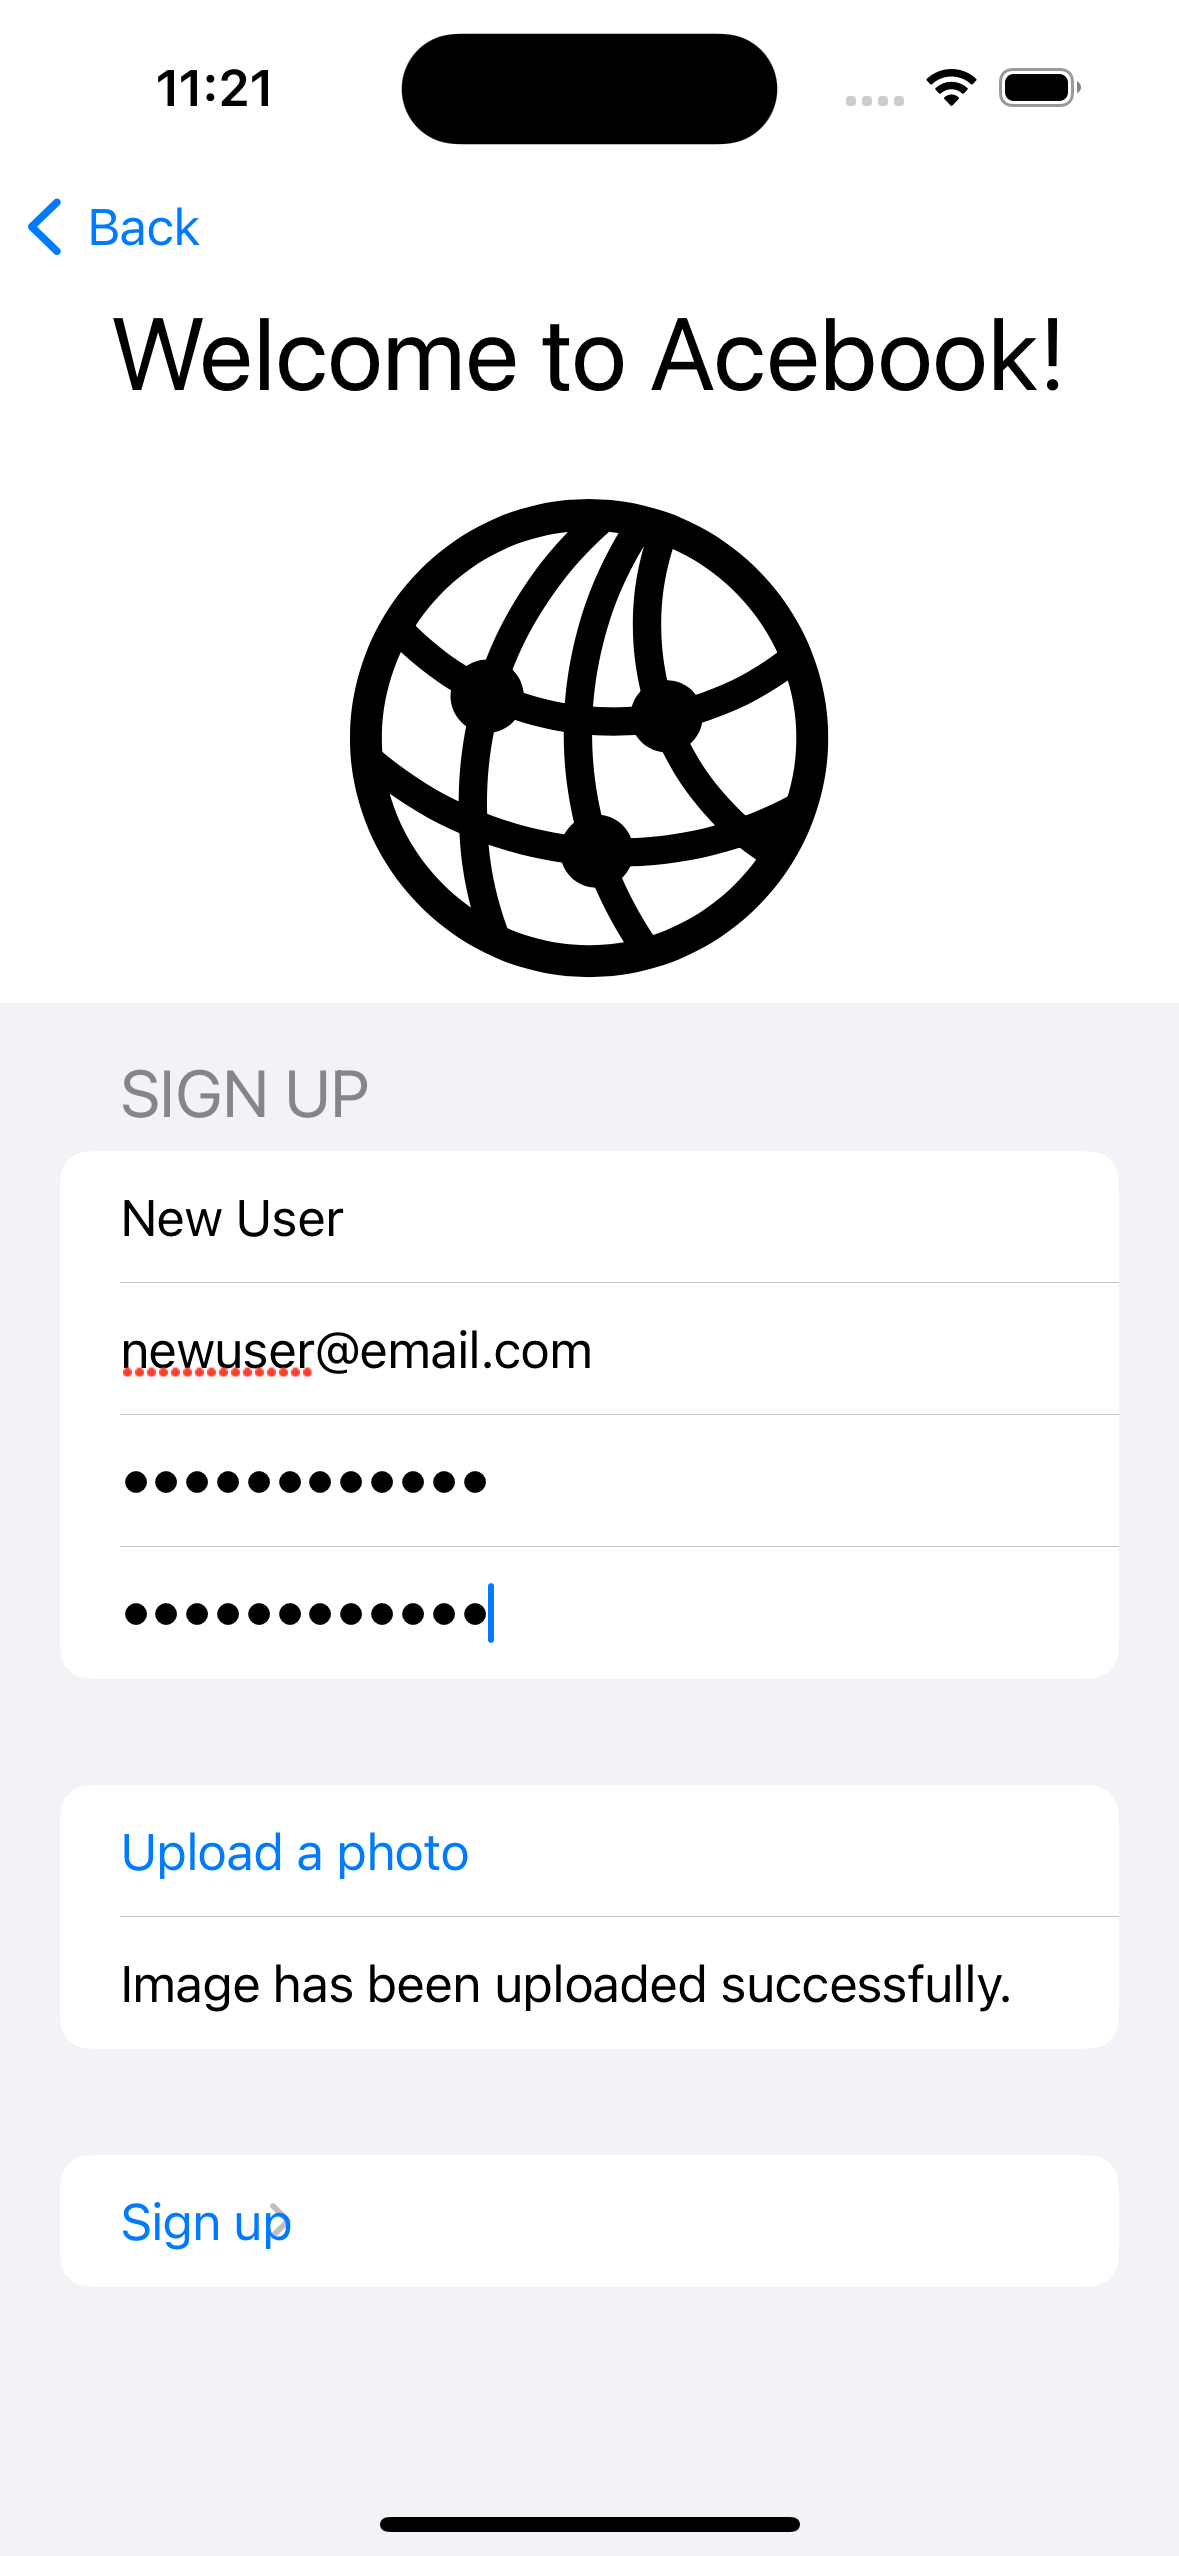 11:21
Back
Welcome to Acebook!
SIGN UP
New User
newuser@email.com
••••••••••••
••••••••••••
Upload a photo
Image has been uploaded successfully.
Sign up